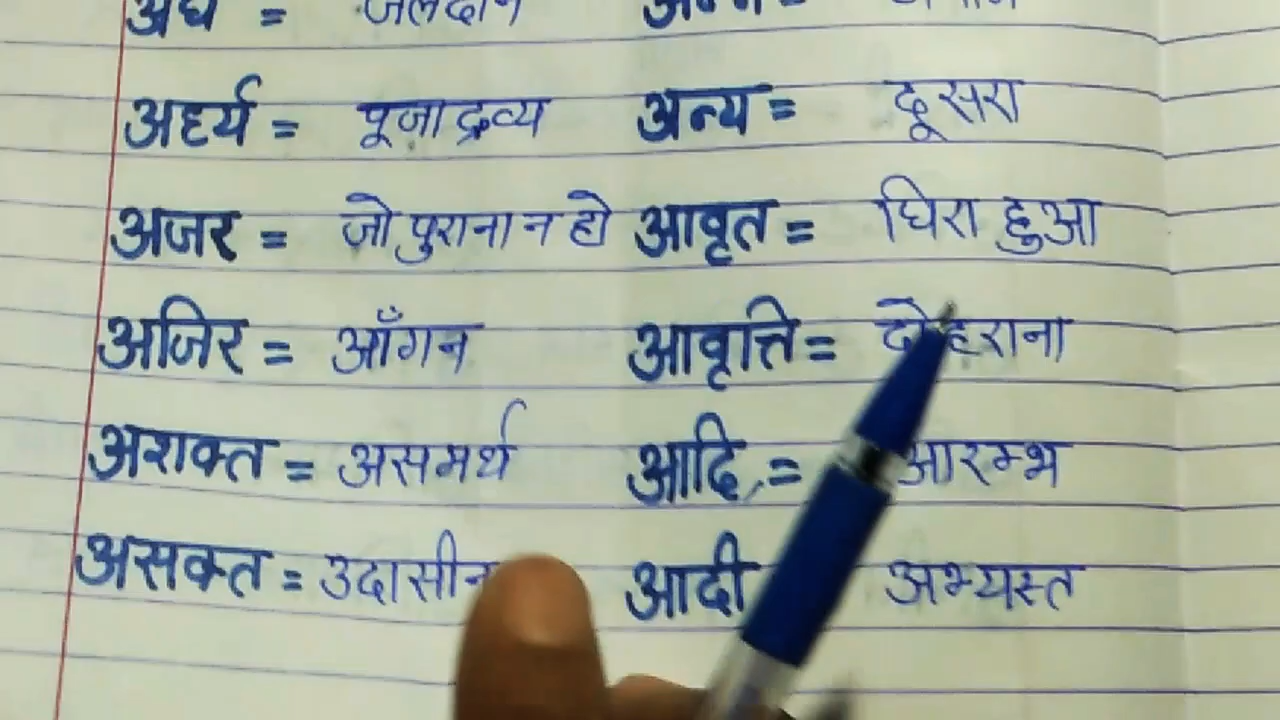 जलदान
अर्घ्य = पूजा द्रव्य अन्य = दूसरा
अजर = जो पुराना न हो आवृत = घिरा हुआ
अजिर = आँगन आवृत्ति = दोहराना
अशक्त = असमर्थ आदि = आरम्भ
असक्त = उदासीन आदी अभ्यस्त